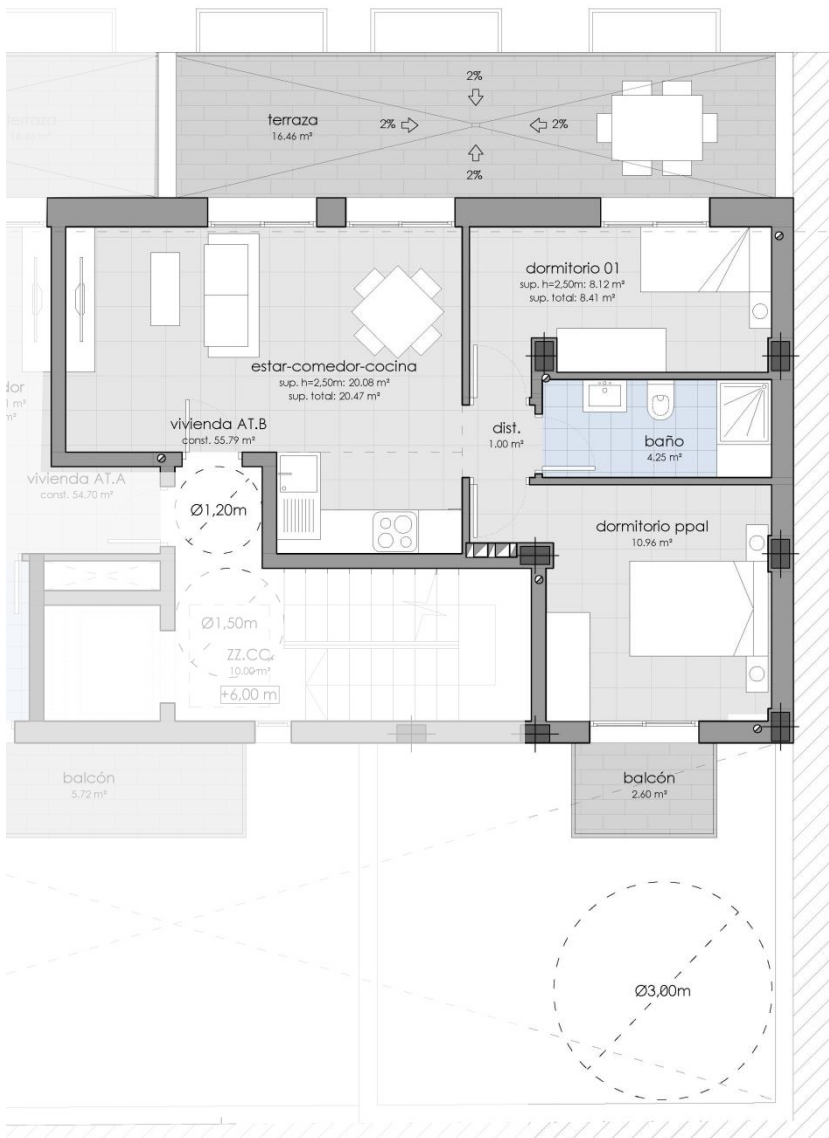 2%
terraza
16.46 m²
2%
2%
2%
terraza
dormitorio 01
sup. h=2,50m: 8.12 m²
sup. total: 8.41 m²
estar-comedor-cocina
sup. h=2,50m: 20.08 m²
sup. total: 20.47 m²
vivienda AT.B
const. 55.79 m²
dist.
1.00 m²
baño
4.25 m²
vivienda AT.A
const. 54.70 m²
Ø1,20m
dormitorio ppal
10.96 m²
Ø1,50m
ZZ.CC.
10.00 m²
+6,00 m
balcón
5.72 m²
balcón
2.60 m²
Ø3,00m